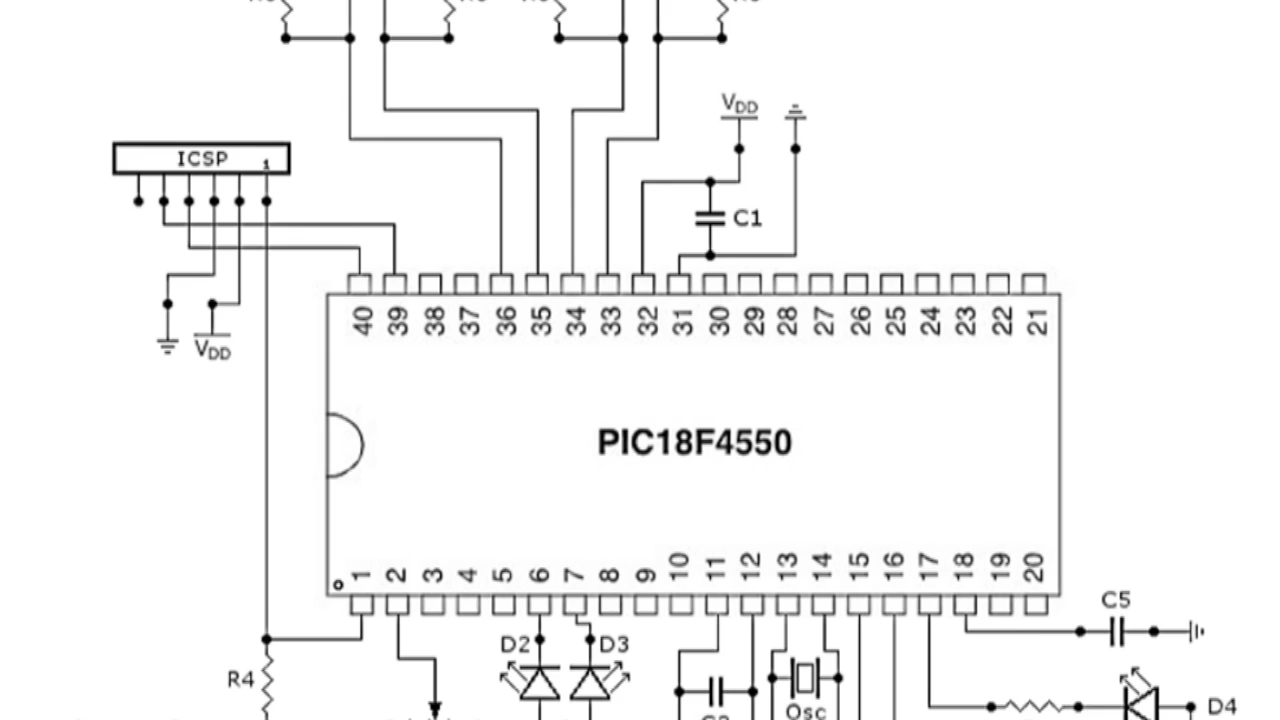 VDD
ICSP 1
C1
40 39 38 37 36 35 34 33 32 31 30 29 28 27 26 25 24 23 22 21
VDD
PIC18F4550
1 2 3 4 5 6 7 8 9 10 11 12 13 14 15 16 17 18 19 20
C5
D2 D3
R4
Osc
D4